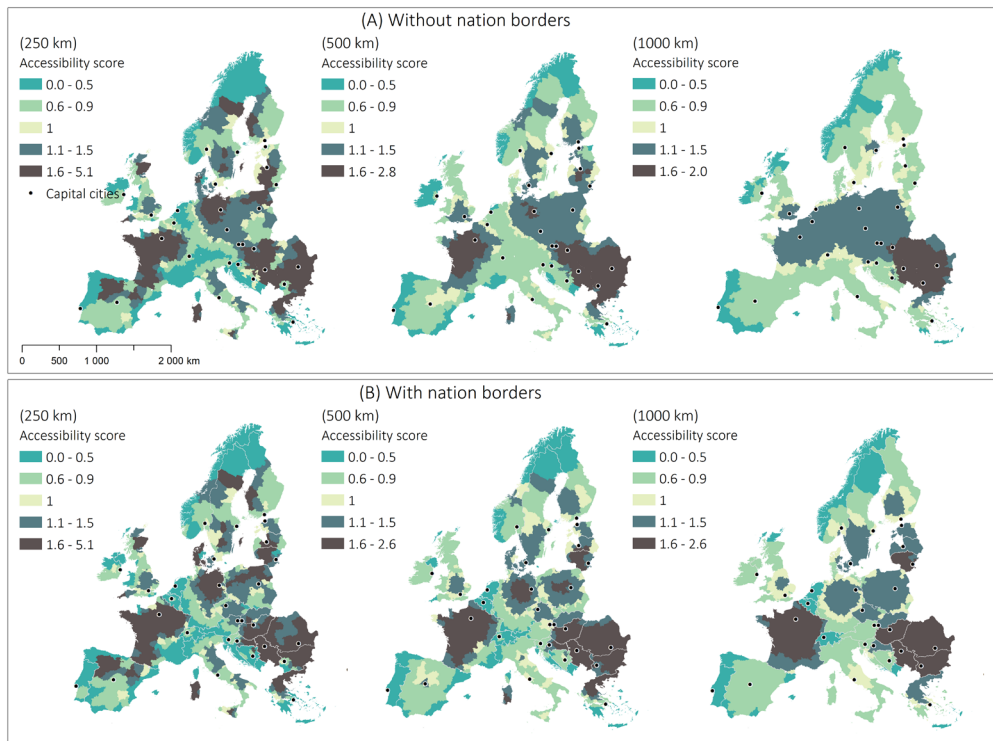 (A) Without nation borders
(250 km)
Accessibility score
0.0 - 0.5
0.6 - 0.9
1
1.1 - 1.5
1.6 - 5.1
Capital cities
(500 km)
Accessibility score
0.0 - 0.5
0.6 - 0.9
1
1.1 - 1.5
1.6 - 2.8
(1000 km)
Accessibility score
0.0 - 0.5
0.6 - 0.9
1
1.1 - 1.5
1.6 - 2.0
0 500 1 000 2 000 km
(B) With nation borders
(250 km)
Accessibility score
0.0 - 0.5
0.6 - 0.9
1
1.1 - 1.5
1.6 - 5.1
(500 km)
Accessibility score
0.0 - 0.5
0.6 - 0.9
1
1.1 - 1.5
1.6 - 2.6
(1000 km)
Accessibility score
0.0 - 0.5
0.6 - 0.9
1
1.1 - 1.5
1.6 - 2.6